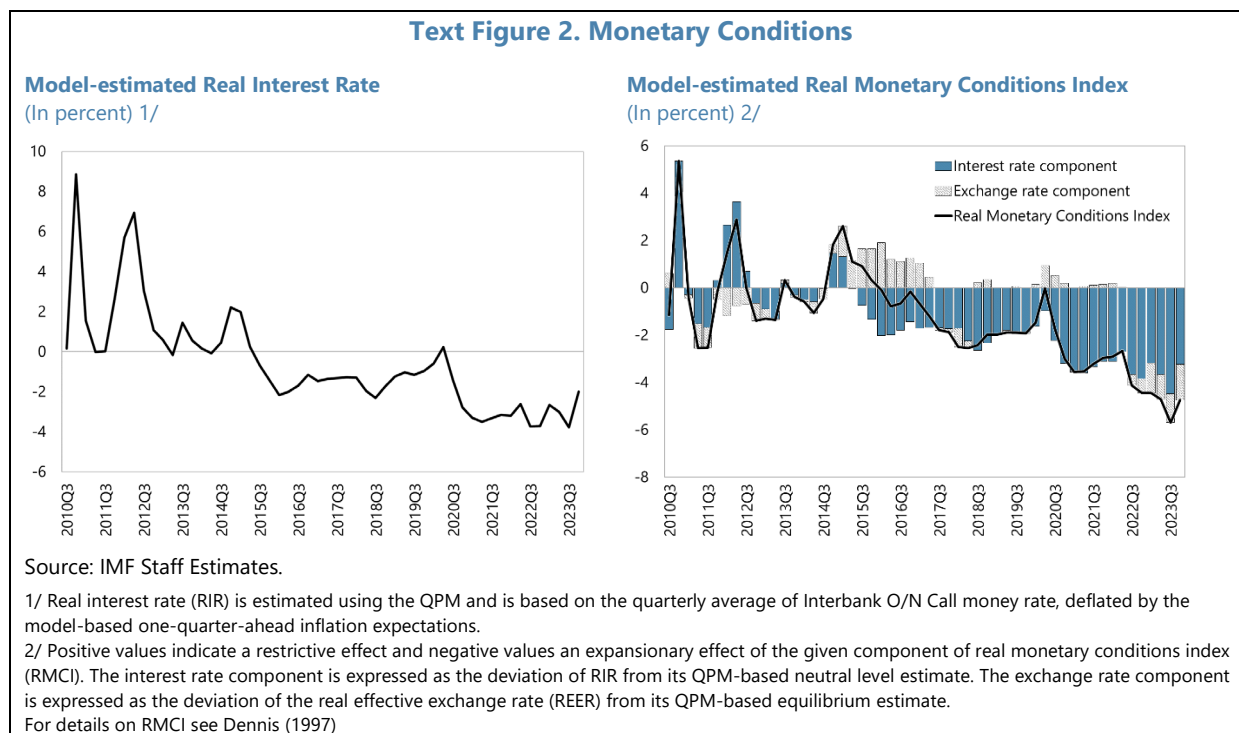 Text Figure 2. Monetary Conditions
Model-estimated Real Interest Rate
(In percent) 1/
10
8
6
4
2
0
-2
-4
-6
2010Q3
2011Q3
2012Q3
2013Q3
2014Q3
2015Q3
2016Q3
2017Q3
2018Q3
2019Q3
2020Q3
2021Q3
2022Q3
2023Q3
Model-estimated Real Monetary Conditions Index
(In percent) 2/
6
4
2
0
-2
-4
-6
-8
Interest rate component
Exchange rate component
Real Monetary Conditions Index
2010Q3
2011Q3
2012Q3
2013Q3
2014Q3
2015Q3
2016Q3
2017Q3
2018Q3
2019Q3
2020Q3
2021Q3
2022Q3
2023Q3
Source: IMF Staff Estimates.
1/ Real interest rate (RIR) is estimated using the QPM and is based on the quarterly average of Interbank O/N Call money rate, deflated by the
model-based one-quarter-ahead inflation expectations.
2/ Positive values indicate a restrictive effect and negative values an expansionary effect of the given component of real monetary conditions index
(RMCI). The interest rate component is expressed as the deviation of RIR from its QPM-based neutral level estimate. The exchange rate component
is expressed as the deviation of the real effective exchange rate (REER) from its QPM-based equilibrium estimate.
For details on RMCI see Dennis (1997)